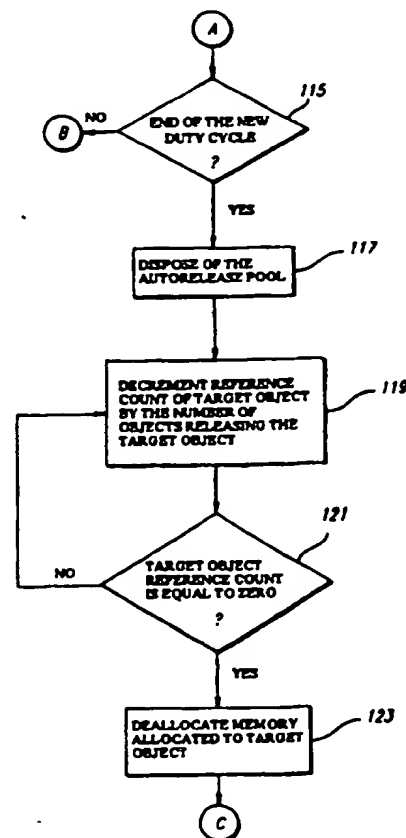 A
115
END OF THE NEW
DUTY CYCLE
?
NO
B
YES
117
DISPOSE OF THE
AUTORELEASE POOL
119
DECREMENT REFERENCE
COUNT OF TARGET OBJECT
BY THE NUMBER OF
OBJECTS RELEASING THE
TARGET OBJECT
121
TARGET OBJECT
REFERENCE COUNT
IS EQUAL TO ZERO
?
NO
YES
123
DEALLOCATE MEMORY
ALLOCATED TO TARGET
OBJECT
C